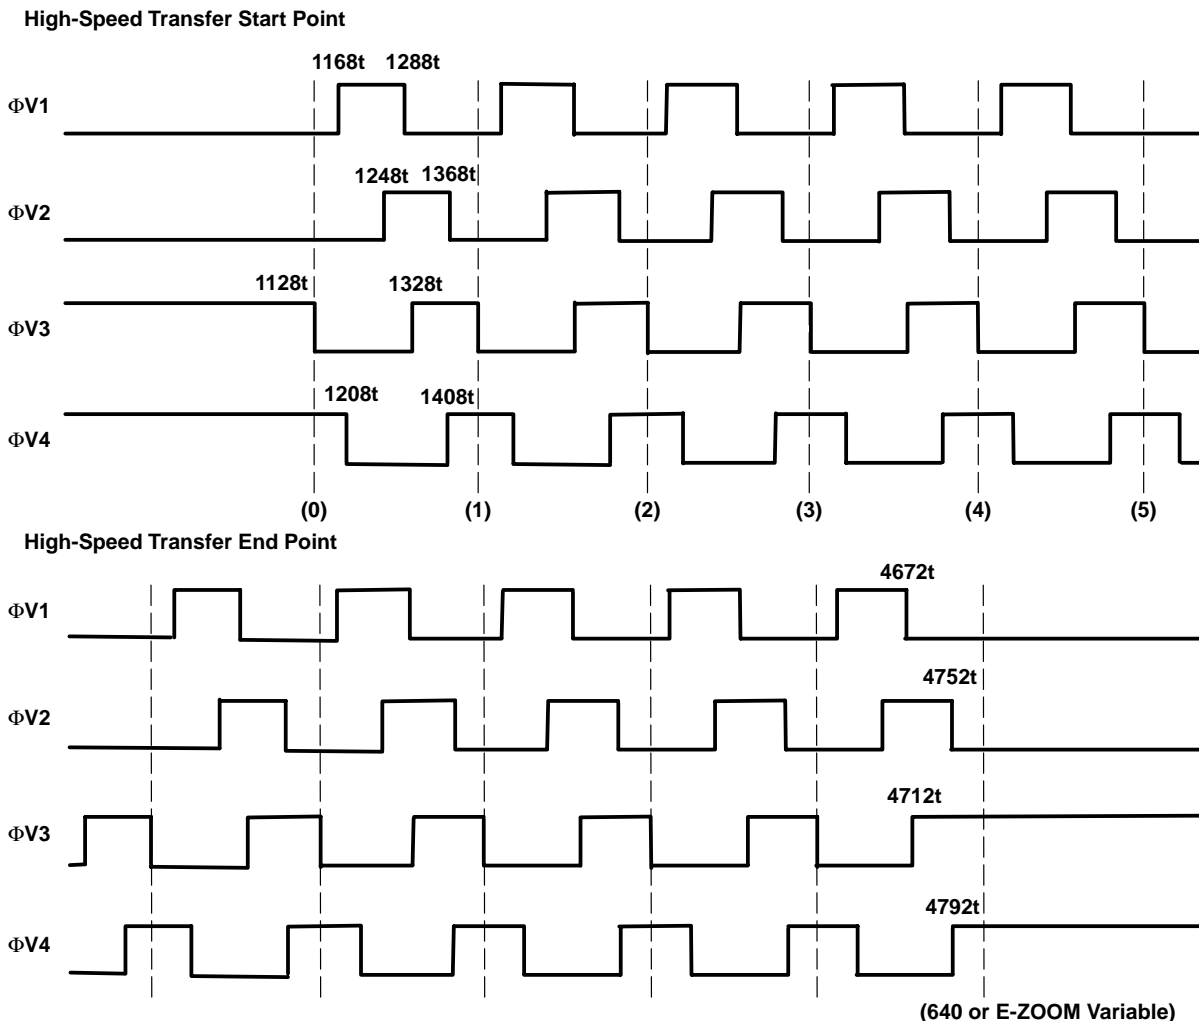 High-Speed Transfer Start Point
1168t 1288t
ΦV1
1248t 1368t
ΦV2
1128t 1328t
ΦV3
1208t 1408t
ΦV4
(0) (1) (2) (3) (4) (5)
High-Speed Transfer End Point
4672t
ΦV1
4752t
ΦV2
4712t
ΦV3
4792t
ΦV4
(640 or E-ZOOM Variable)